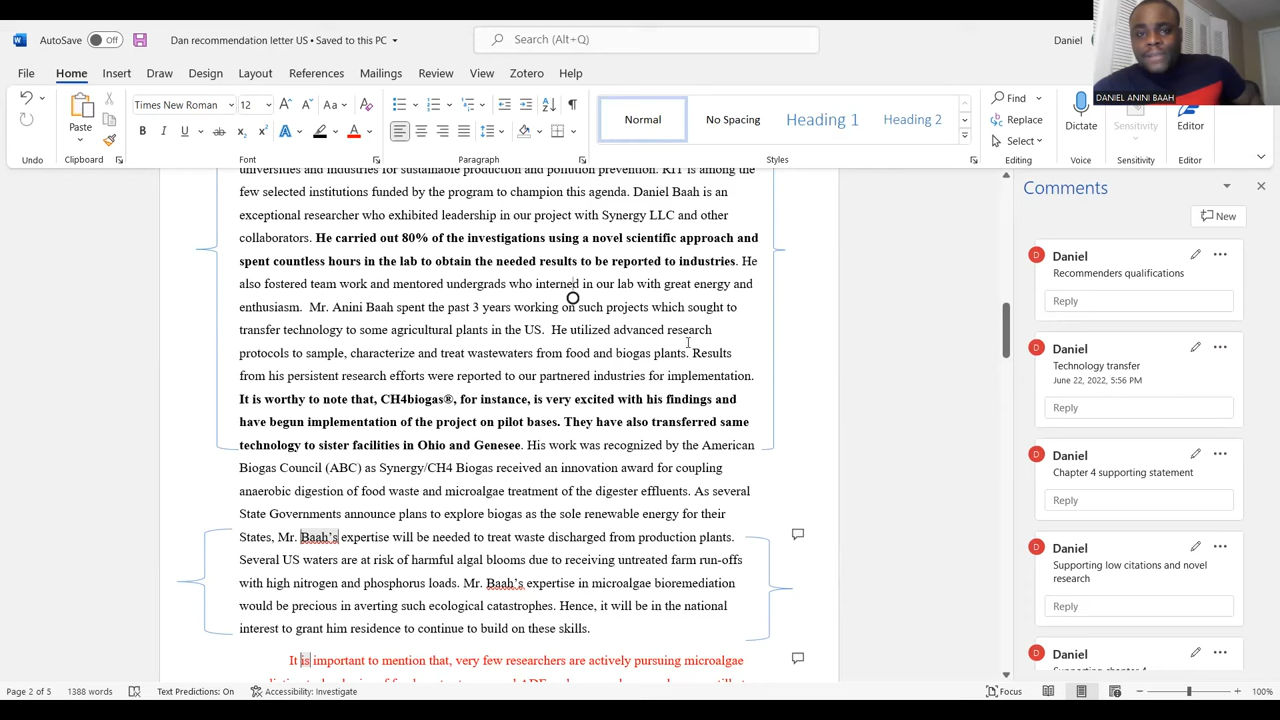 AutoSave Off Dan recommendation letter US • Saved to this PC Search (Alt+Q) Daniel
DANIEL ANINI BAAH
File Home Insert Draw Design Layout References Mailings Review View Zotero Help
Times New Roman 12 Aa Normal No Spacing Heading 1 Heading 2 Find
Paste Replace Dictate Sensitivity Editor
B I U ab x2 x2 A A Select
Undo Clipboard Font Paragraph Styles Editing Voice Sensitivity Editor
universities and industries for sustainable production and pollution prevention. RIT is among the
few selected institutions funded by the program to champion this agenda. Daniel Baah is an
exceptional researcher who exhibited leadership in our project with Synergy LLC and other
collaborators. He carried out 80% of the investigations using a novel scientific approach and
spent countless hours in the lab to obtain the needed results to be reported to industries. He
also fostered team work and mentored undergrads who interned in our lab with great energy and
enthusiasm. Mr. Anini Baah spent the past 3 years working on such projects which sought to
transfer technology to some agricultural plants in the US. He utilized advanced research
protocols to sample, characterize and treat wastewaters from food and biogas plants. Results
from his persistent research efforts were reported to our partnered industries for implementation.
It is worthy to note that, CH4biogas®, for instance, is very excited with his findings and
have begun implementation of the project on pilot bases. They have also transferred same
technology to sister facilities in Ohio and Genesee. His work was recognized by the American
Biogas Council (ABC) as Synergy/CH4 Biogas received an innovation award for coupling
anaerobic digestion of food waste and microalgae treatment of the digester effluents. As several
State Governments announce plans to explore biogas as the sole renewable energy for their
States, Mr. Baah's expertise will be needed to treat waste discharged from production plants.
Several US waters are at risk of harmful algal blooms due to receiving untreated farm run-offs
with high nitrogen and phosphorus loads. Mr. Baah's expertise in microalgae bioremediation
would be precious in averting such ecological catastrophes. Hence, it will be in the national
interest to grant him residence to continue to build on these skills.
It is important to mention that, very few researchers are actively pursuing microalgae
Comments
New
Daniel
Recommenders qualifications
Reply
Daniel
Technology transfer
June 22, 2022, 5:56 PM
Reply
Daniel
Chapter 4 supporting statement
Reply
Daniel
Supporting low citations and novel
research
Reply
Daniel
Page 2 of 5 1388 words Text Predictions: On Accessibility: Investigate Focus 100%